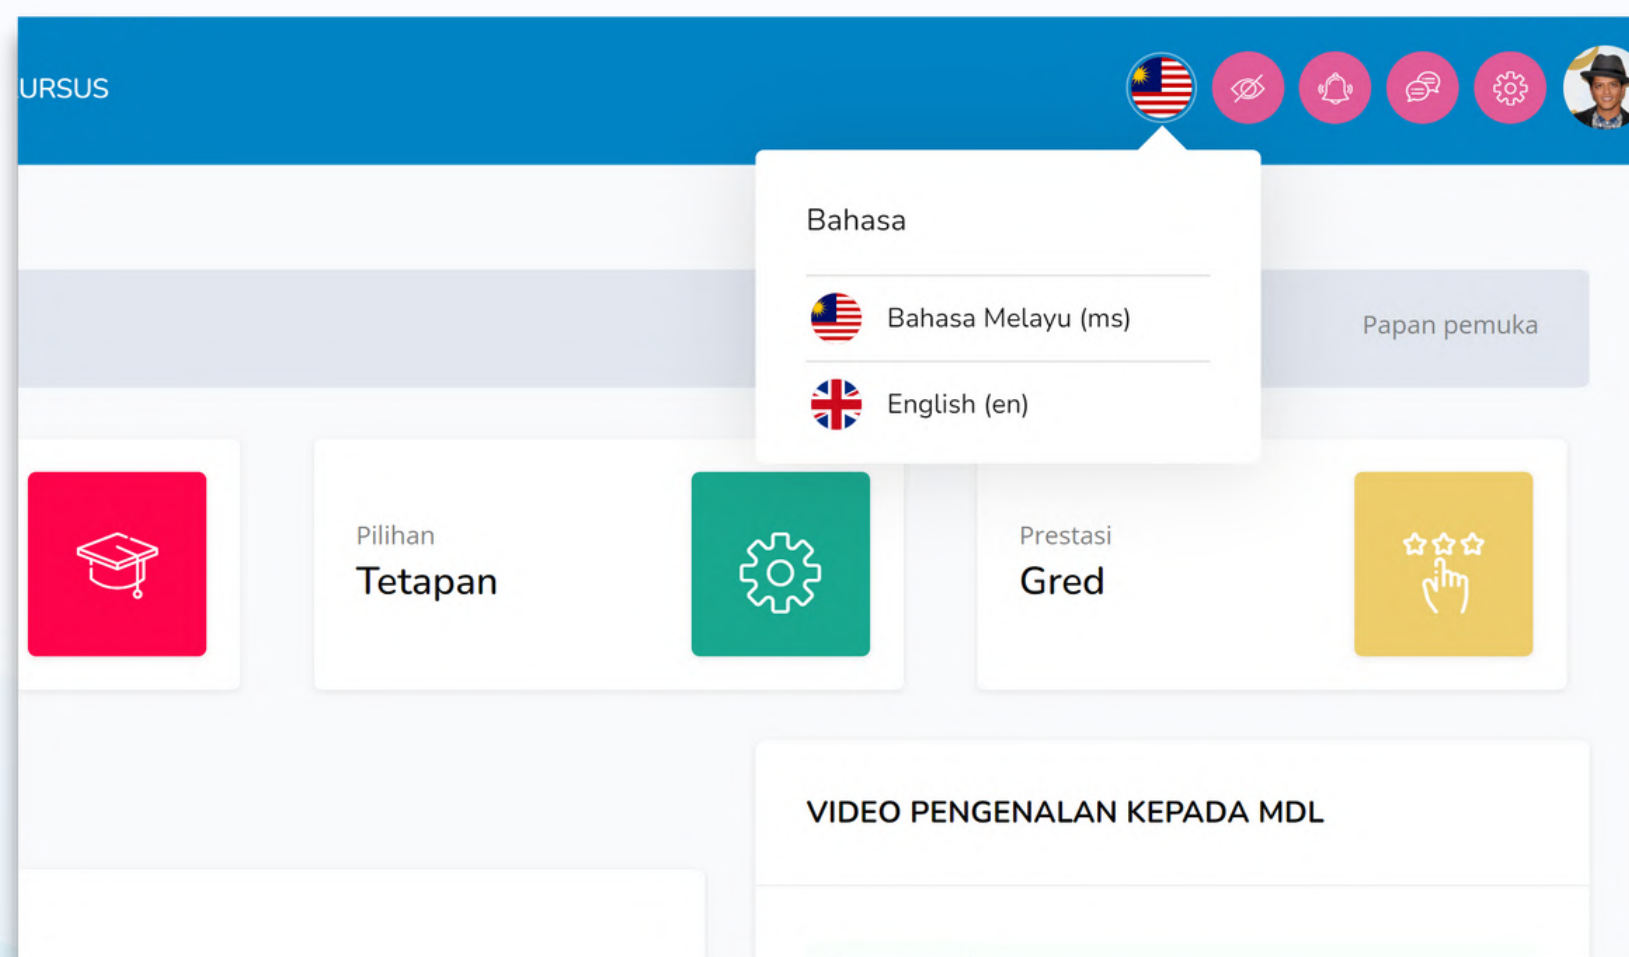 URSUS
Bahasa
Bahasa Melayu (ms)
English (en)
Papan pemuka
Pilihan
Tetapan
Prestasi
Gred
VIDEO PENGENALAN KEPADA MDL